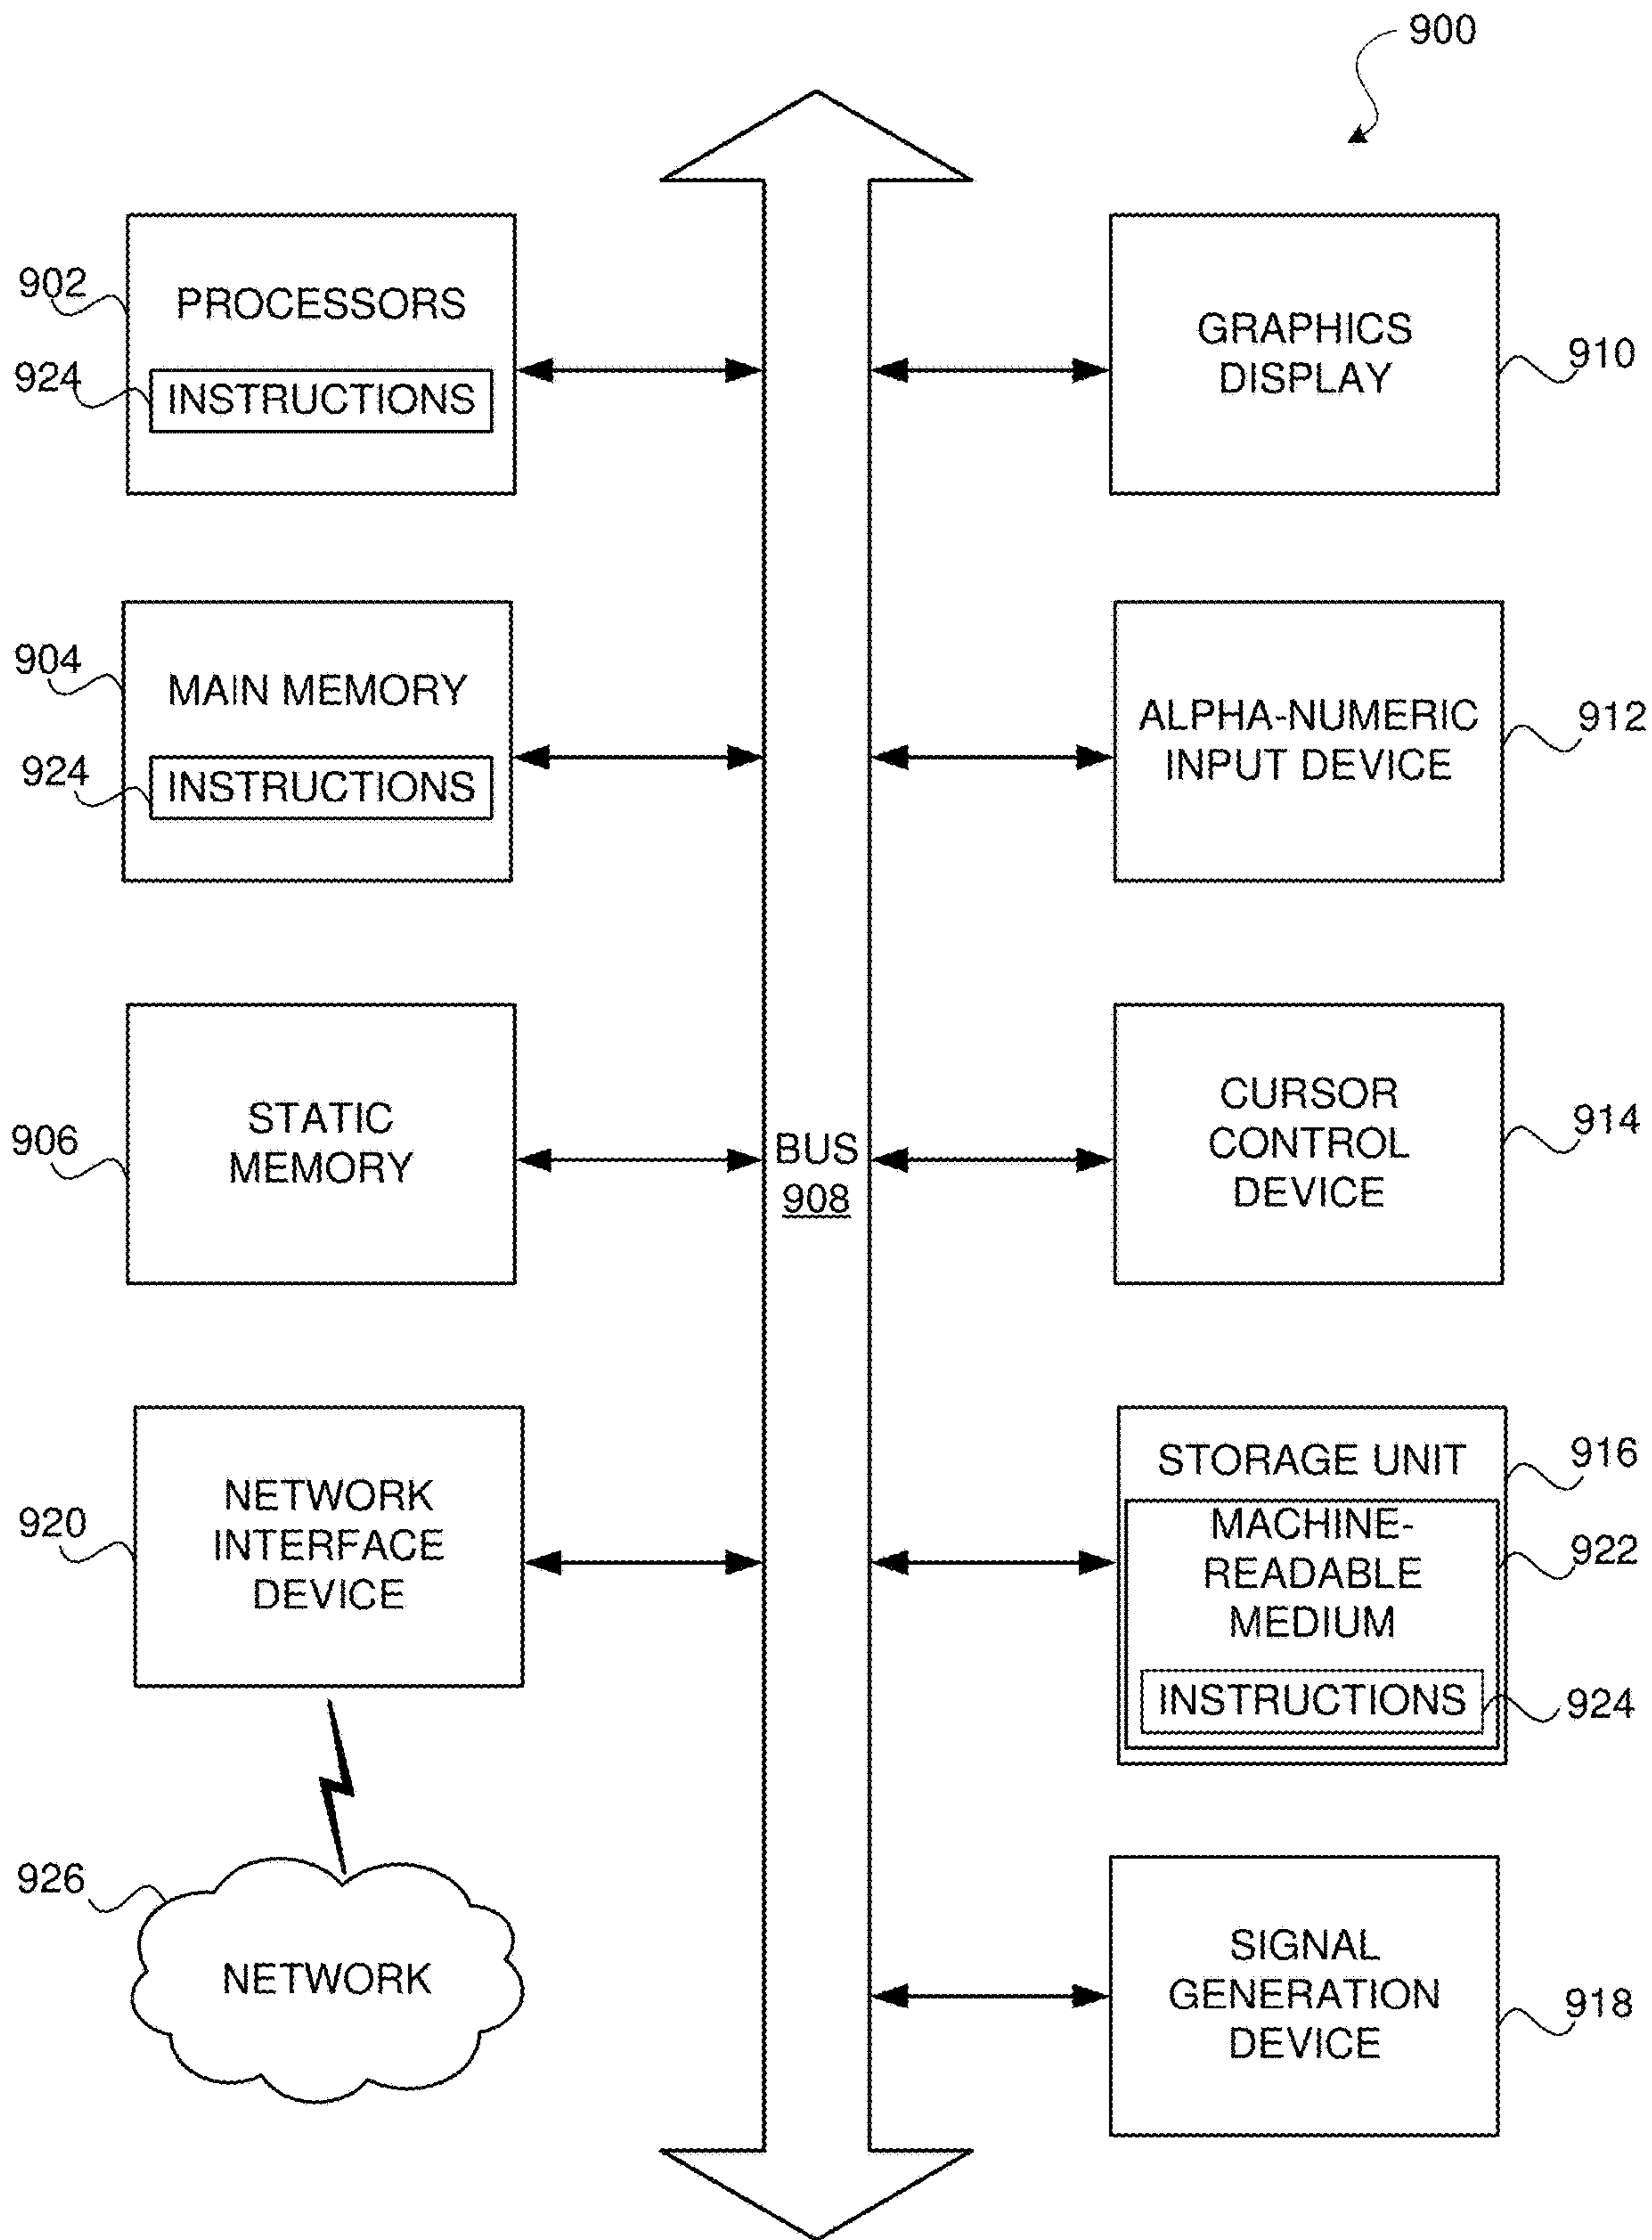 900
902
PROCESSORS
924
INSTRUCTIONS
GRAPHICS
DISPLAY
910
904
MAIN MEMORY
924
INSTRUCTIONS
ALPHA-NUMERIC
INPUT DEVICE
912
906
STATIC
MEMORY
BUS
908
CURSOR
CONTROL
DEVICE
914
920
NETWORK
INTERFACE
DEVICE
STORAGE UNIT
916
MACHINE-
READABLE
MEDIUM
922
INSTRUCTIONS
924
926
NETWORK
SIGNAL
GENERATION
DEVICE
918